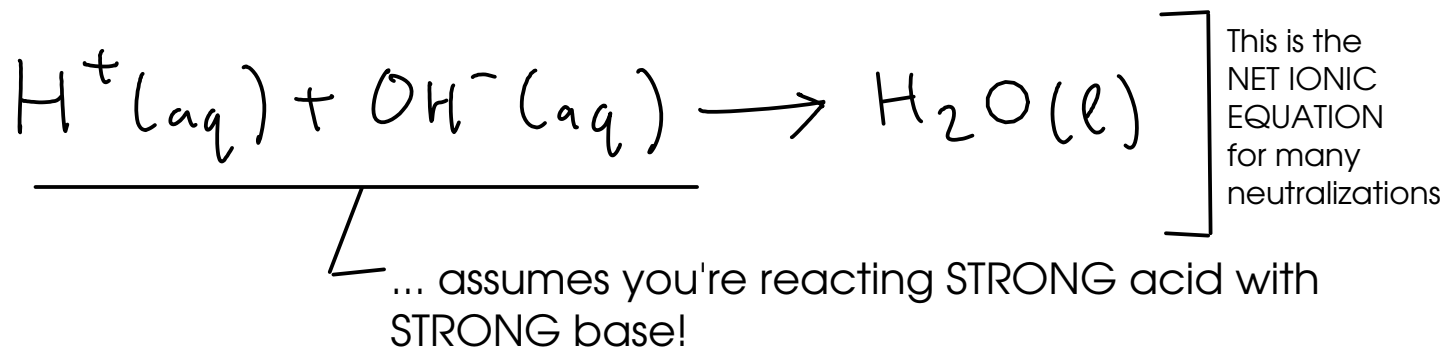 H⁺(aq) + OH⁻(aq) → H₂O(l)
This is the
NET IONIC
EQUATION
for many
neutralizations
... assumes you're reacting STRONG acid with
STRONG base!